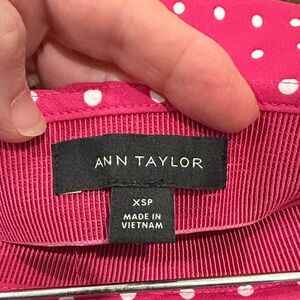 ANN TAYLOR
XSP
MADE IN
VIETNAM